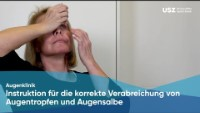 USZ
Augenklinik
Instruktion für die korrekte Verabreichung von
Augentropfen und Augensalbe